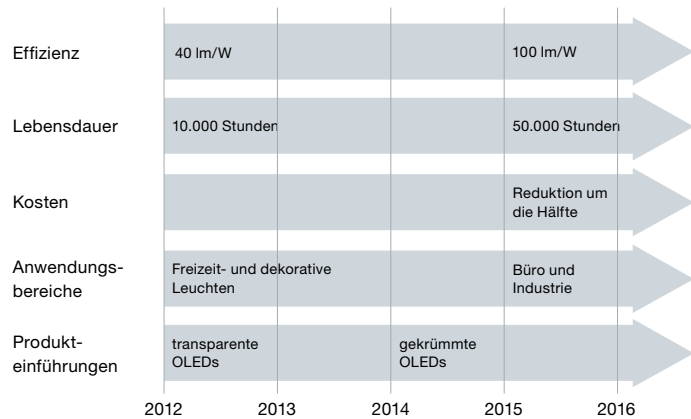 Effizienz
40 lm/W
100 lm/W
Lebensdauer
10.000 Stunden
50.000 Stunden
Kosten
Reduktion um
die Hälfte
Anwendungs-
bereiche
Freizeit- und dekorative
Leuchten
Büro und
Industrie
Produkt-
einführungen
transparente
OLEDs
gekrümmte
OLEDs
2012 2013 2014 2015 2016